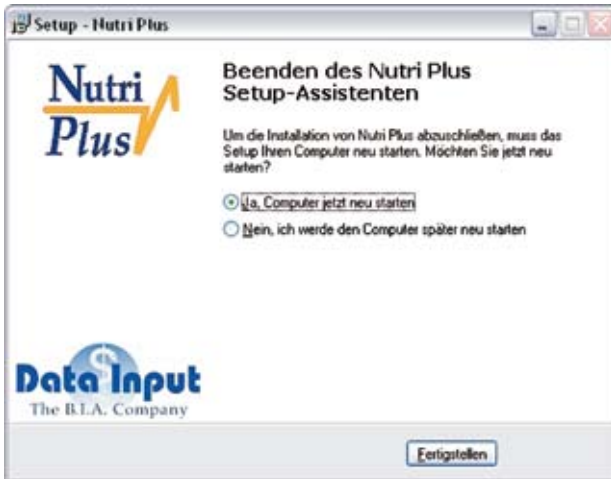 Setup - Nutri Plus
Nutri
Plus
Beenden des Nutri Plus
Setup-Assistenten
Um die Installation von Nutri Plus abzuschließen, muss das
Setup Ihren Computer neu starten. Möchten Sie jetzt neu
starten?
Ja, Computer jetzt neu starten
Nein, ich werde den Computer später neu starten
Data Input
The B.I.A. Company
Fertigstellen